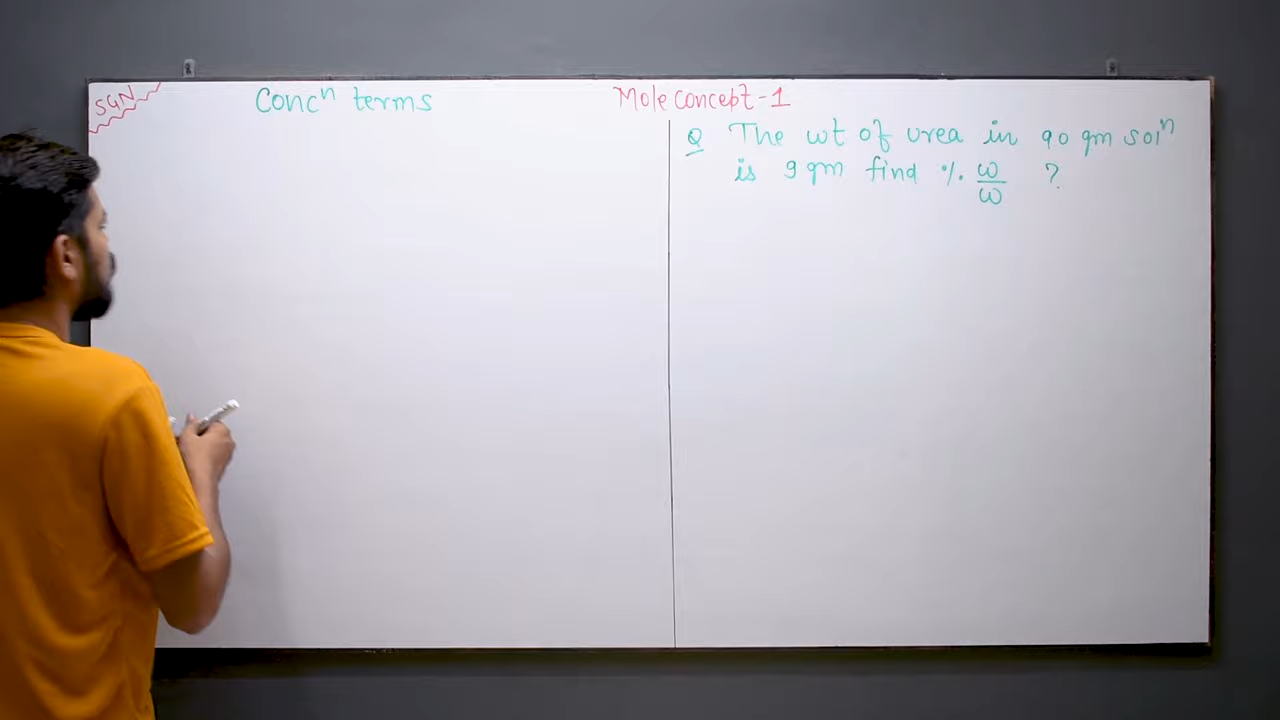 SGN
Concⁿ terms
Mole concept-1
Q The wt of urea in 90 gm solⁿ
is 9 gm find % w/w ?